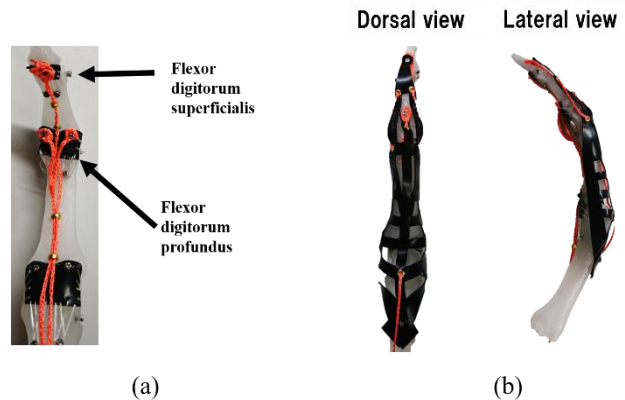 Dorsal view
Lateral view
Flexor
digitorum
superficialis
Flexor
digitorum
profundus
(a)
(b)